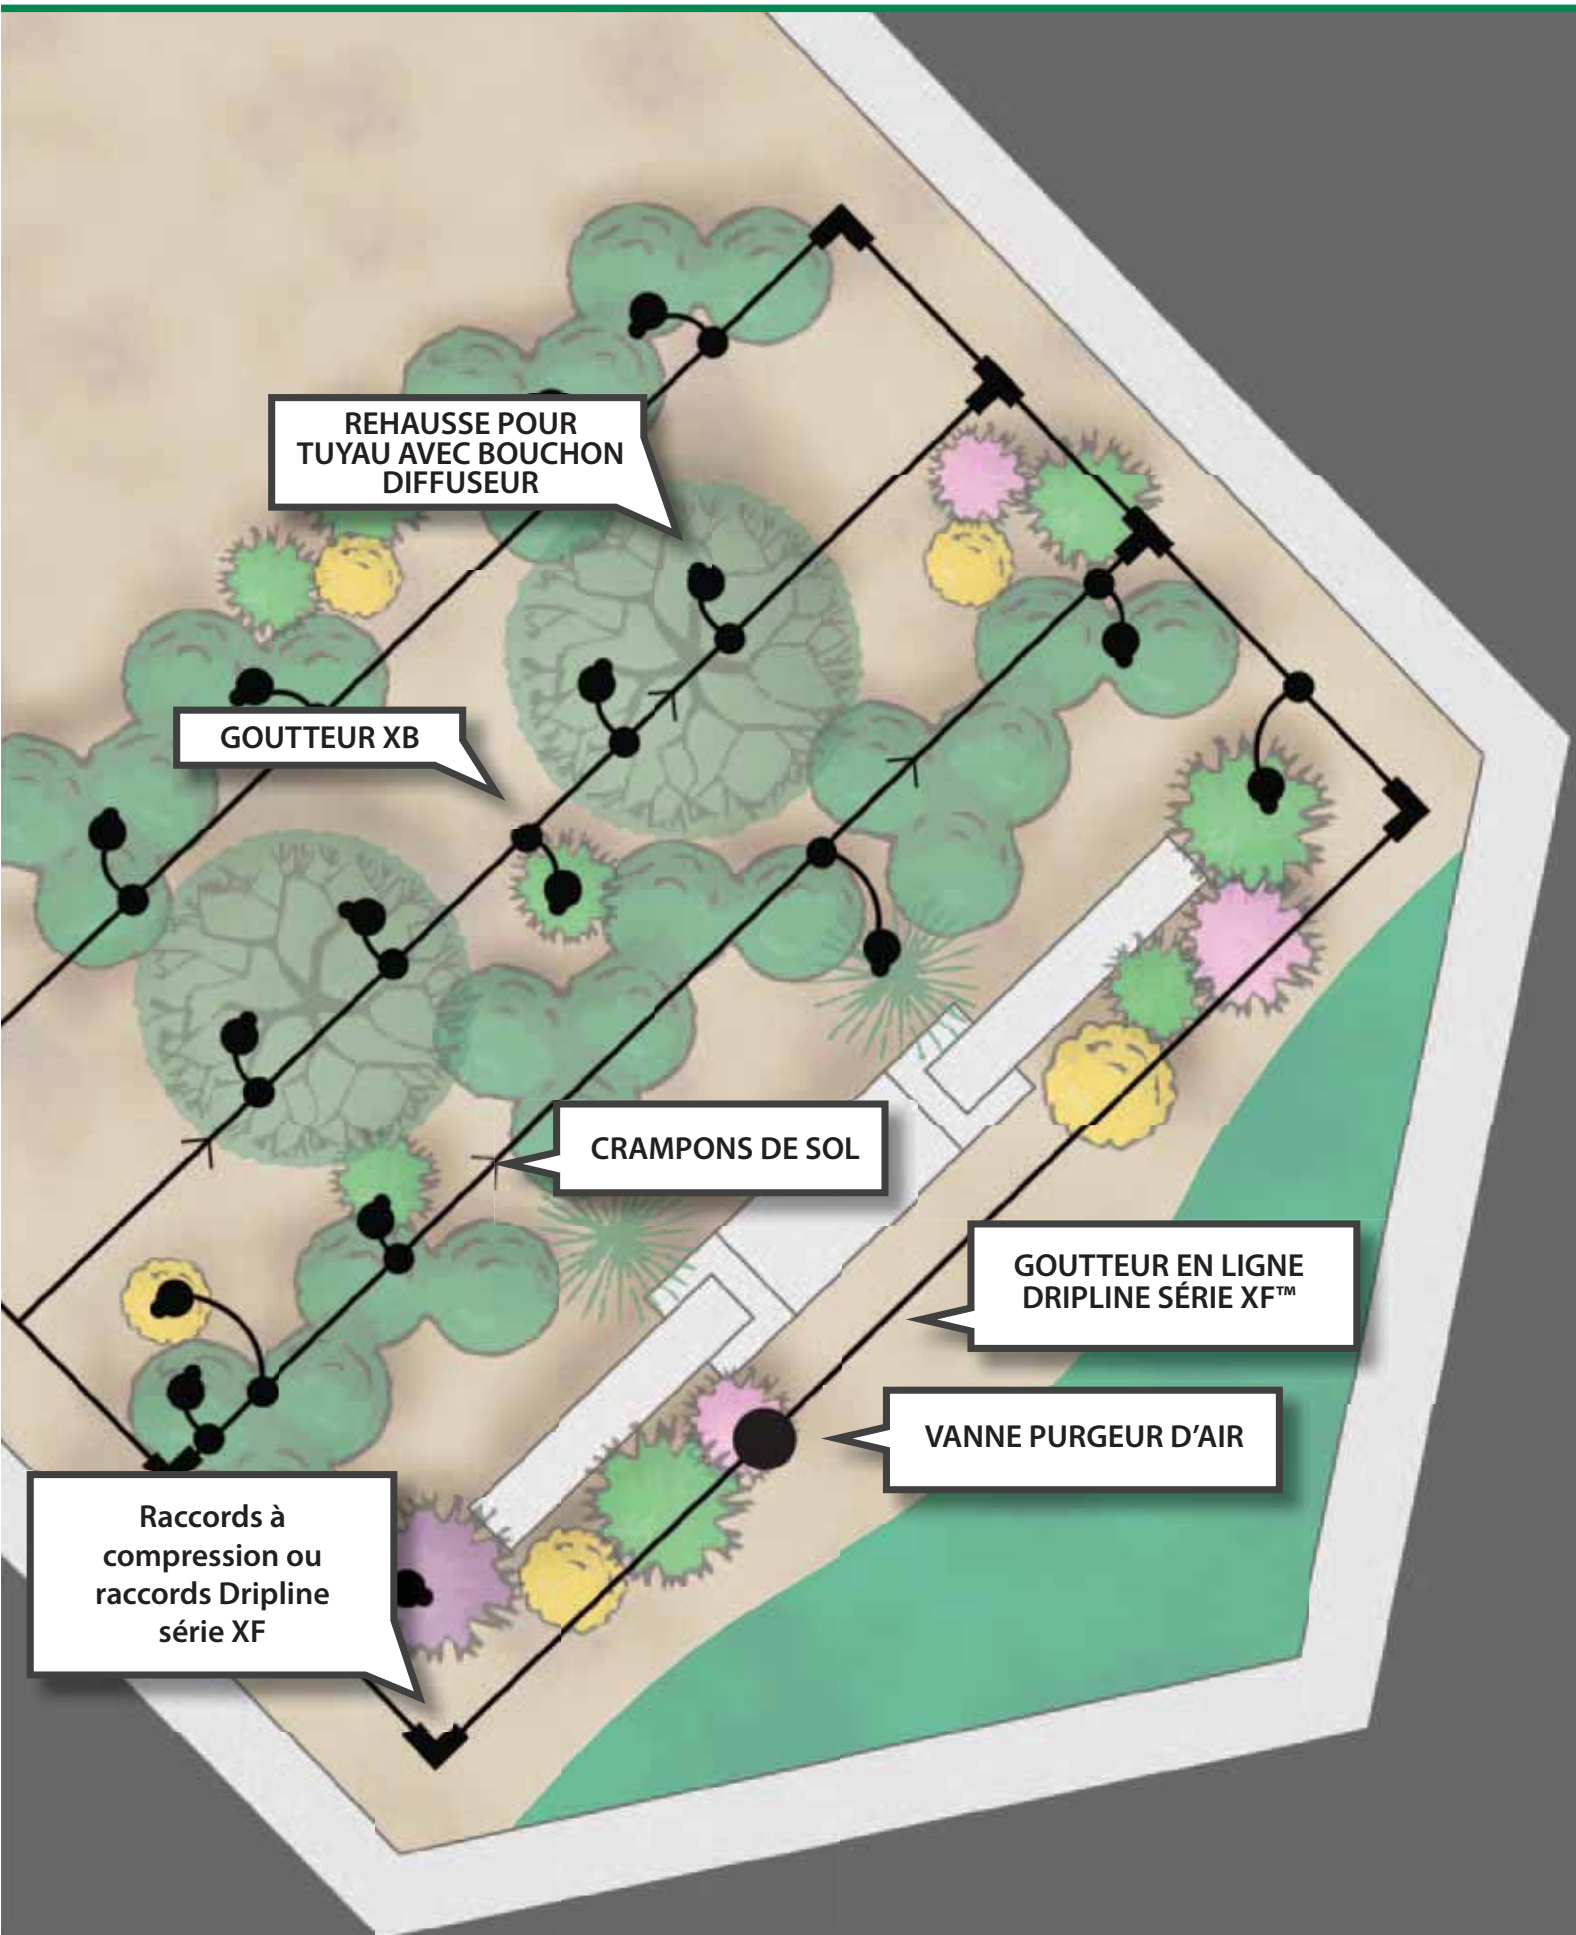 REHAUSSE POUR
TUYAU AVEC BOUCHON
DIFFUSEUR
GOUTTEUR XB
CRAMPONS DE SOL
GOUTTEUR EN LIGNE
DRIPLINE SÉRIE XF™
VANNE PURGEUR D’AIR
Raccords à
compression ou
raccords Dripline
série XF